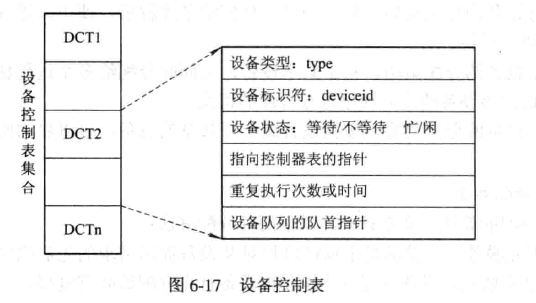 DCT1
DCT2
DCTn
设备控制表集合
设备类型：type
设备标识符：deviceid
设备状态：等待/不等待 忙/闲
指向控制器表的指针
重复执行次数或时间
设备队列的队首指针
图 6-17 设备控制表